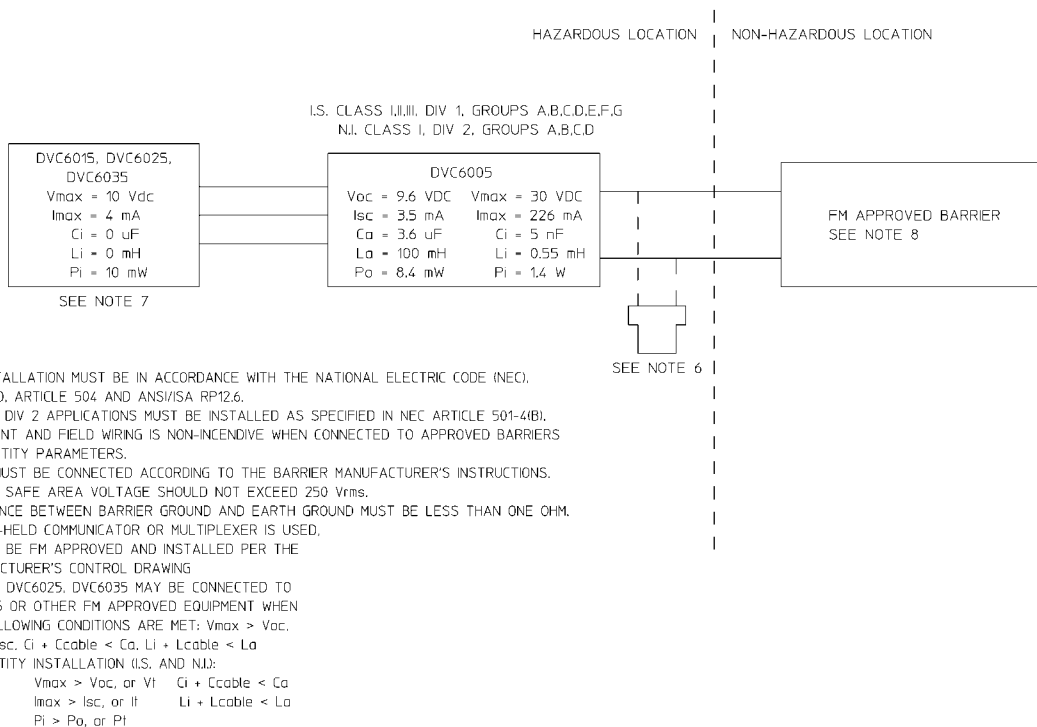 HAZARDOUS LOCATION
NON-HAZARDOUS LOCATION
I.S. CLASS I,II,III, DIV 1, GROUPS A,B,C,D,E,F,G
N.I. CLASS I, DIV 2, GROUPS A,B,C,D
DVC6015, DVC6025,
DVC6035
Vmax = 10 Vdc
Imax = 4 mA
Ci = 0 uF
Li = 0 mH
Pi = 10 mW
SEE NOTE 7
DVC6005
Voc = 9.6 VDC Vmax = 30 VDC
Isc = 3.5 mA Imax = 226 mA
Ca = 3.6 uF Ci = 5 nF
La = 100 mH Li = 0.55 mH
Po = 8.4 mW Pi = 1.4 W
FM APPROVED BARRIER
SEE NOTE 8
SEE NOTE 6
TALLATION MUST BE IN ACCORDANCE WITH THE NATIONAL ELECTRIC CODE (NEC),
, ARTICLE 504 AND ANSI/ISA RP12.6.
DIV 2 APPLICATIONS MUST BE INSTALLED AS SPECIFIED IN NEC ARTICLE 501-4(B).
ENT AND FIELD WIRING IS NON-INCENDIVE WHEN CONNECTED TO APPROVED BARRIERS
TITY PARAMETERS.
MUST BE CONNECTED ACCORDING TO THE BARRIER MANUFACTURER'S INSTRUCTIONS.
SAFE AREA VOLTAGE SHOULD NOT EXCEED 250 Vrms.
NCE BETWEEN BARRIER GROUND AND EARTH GROUND MUST BE LESS THAN ONE OHM.
-HELD COMMUNICATOR OR MULTIPLEXER IS USED,
BE FM APPROVED AND INSTALLED PER THE
CTURER'S CONTROL DRAWING
DVC6025, DVC6035 MAY BE CONNECTED TO
OR OTHER FM APPROVED EQUIPMENT WHEN
LLOWING CONDITIONS ARE MET: Vmax > Voc,
sc, Ci + Ccable < Ca, Li + Lcable < La
TITY INSTALLATION (I.S. AND N.I.):
Vmax > Voc, or Vt Ci + Ccable < Ca
Imax > Isc, or It Li + Lcable < La
Pi > Po, or Pt